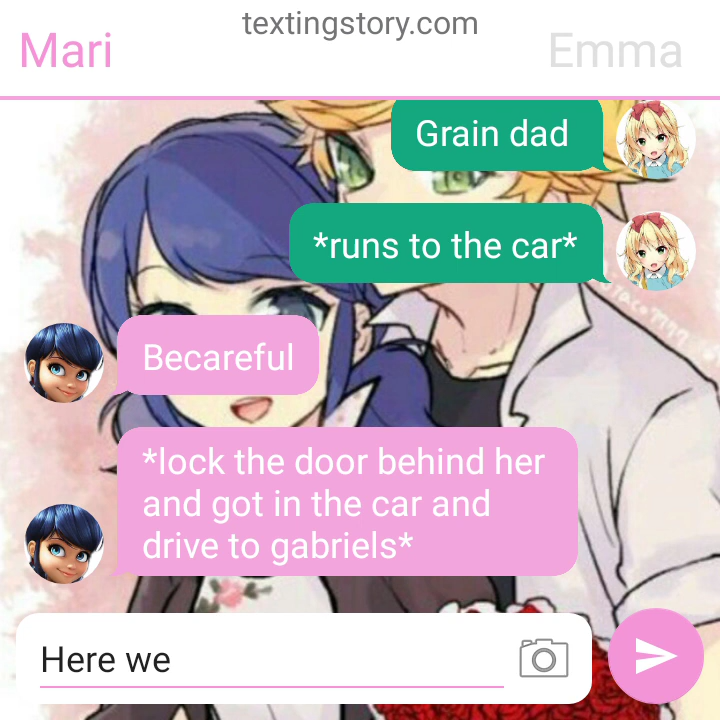 textingstory.com
Mari
Emma
Grain dad
*runs to the car*
Becareful
*lock the door behind her
and got in the car and
drive to gabriels*
Here we